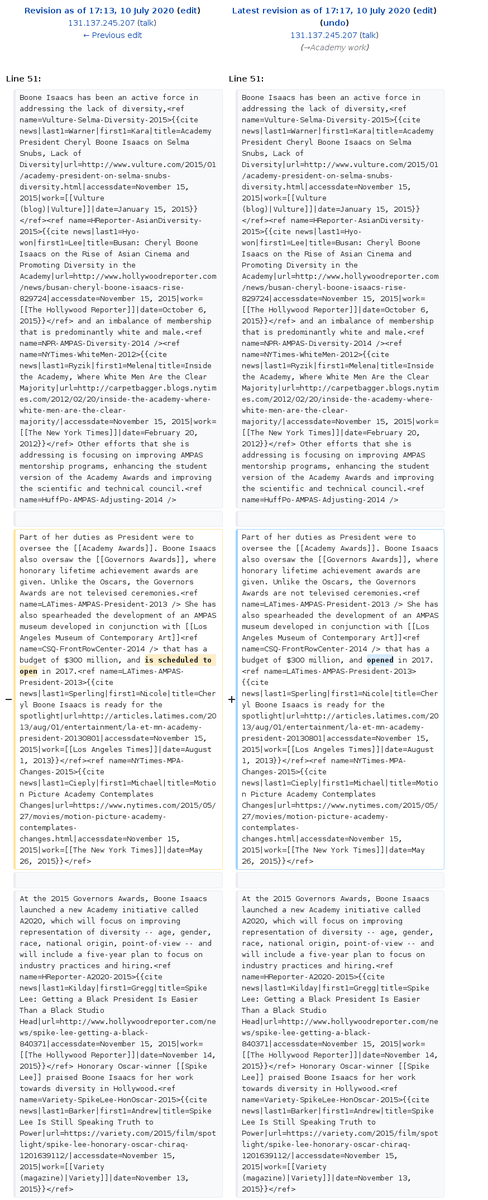 Revision as of 17:13, 10 July 2020 (edit)
131.137.245.207 (talk)
← Previous edit
Latest revision as of 17:17, 10 July 2020 (edit)
(undo)
131.137.245.207 (talk)
(→Academy work)
Line 51:
Boone Isaacs has been an active force in
addressing the lack of diversity,<ref
name=Vulture-Selma-Diversity-2015>{{cite
news|last1=Warner|first1=Kara|title=Academy
President Cheryl Boone Isaacs on Selma
Snubs, Lack of
Diversity|url=http://www.vulture.com/2015/01
/academy-president-on-selma-snubs-
diversity.html|accessdate=November 15,
2015|work=[[Vulture
(blog)|Vulture]]|date=January 15, 2015}}
</ref><ref name=HReporter-AsianDiversity-
2015>{{cite news|last1=Hyo-
won|first1=Lee|title=Busan: Cheryl Boone
Isaacs on the Rise of Asian Cinema and
Promoting Diversity in the
Academy|url=http://www.hollywoodreporter.com
/news/busan-cheryl-boone-isaacs-rise-
829724|accessdate=November 15, 2015|work=
[[The Hollywood Reporter]]|date=October 6,
2015}}</ref> and an imbalance of membership
that is predominantly white and male.<ref
name=NPR-AMPAS-Diversity-2014 /><ref
name=NYTimes-WhiteMen-2012>{{cite
news|last1=Ryzik|first1=Melena|title=Inside
the Academy, Where White Men Are the Clear
Majority|url=http://carpetbagger.blogs.nytim
es.com/2012/02/20/inside-the-academy-where-
white-men-are-the-clear-
majority/|accessdate=November 15, 2015|work=
[[The New York Times]]|date=February 20,
2012}}</ref> Other efforts that she is
addressing is focusing on improving AMPAS
mentorship programs, enhancing the student
version of the Academy Awards and improving
the scientific and technical council.<ref
name=HuffPo-AMPAS-Adjusting-2014 />
−
Part of her duties as President were to
oversee the [[Academy Awards]]. Boone Isaacs
also oversaw the [[Governors Awards]], where
honorary lifetime achievement awards are
given. Unlike the Oscars, the Governors
Awards are not televised ceremonies.<ref
name=LATimes-AMPAS-President-2013 /> She has
also spearheaded the development of an AMPAS
museum developed in conjunction with [[Los
Angeles Museum of Contemporary Art]]<ref
name=CSQ-FrontRowCenter-2014 /> that has a
budget of $300 million, and is scheduled to
open in 2017.<ref name=LATimes-AMPAS-
President-2013>{{cite
news|last1=Sperling|first1=Nicole|title=Cher
yl Boone Isaacs is ready for the
spotlight|url=http://articles.latimes.com/20
13/aug/01/entertainment/la-et-mn-academy-
president-20130801|accessdate=November 15,
2015|work=[[Los Angeles Times]]|date=August
1, 2013}}</ref><ref name=NYTimes-MPA-
Changes-2015>{{cite
news|last1=Cieply|first1=Michael|title=Motio
n Picture Academy Contemplates
Changes|url=https://www.nytimes.com/2015/05/
27/movies/motion-picture-academy-
contemplates-
changes.html|accessdate=November 15,
2015|work=[[The New York Times]]|date=May
26, 2015}}</ref>
At the 2015 Governors Awards, Boone Isaacs
launched a new Academy initiative called
A2020, which will focus on improving
representation of diversity -- age, gender,
race, national origin, point-of-view -- and
will include a five-year plan to focus on
industry practices and hiring.<ref
name=HReporter-A2020-2015>{{cite
news|last1=Kilday|first1=Gregg|title=Spike
Lee: Getting a Black President Is Easier
Than a Black Studio
Head|url=http://www.hollywoodreporter.com/ne
ws/spike-lee-getting-a-black-
840371|accessdate=November 15, 2015|work=
[[The Hollywood Reporter]]|date=November 14,
2015}}</ref> Honorary Oscar-winner [[Spike
Lee]] praised Boone Isaacs for her work
towards diversity in Hollywood.<ref
name=Variety-SpikeLee-HonOscar-2015>{{cite
news|last1=Barker|first1=Andrew|title=Spike
Lee Is Still Speaking Truth to
Power|url=https://variety.com/2015/film/spot
light/spike-lee-honorary-oscar-chiraq-
1201639112/|accessdate=November 15,
2015|work=[[Variety
(magazine)|Variety]]|date=November 13,
2015}}</ref>
Line 51:
Boone Isaacs has been an active force in
addressing the lack of diversity,<ref
name=Vulture-Selma-Diversity-2015>{{cite
news|last1=Warner|first1=Kara|title=Academy
President Cheryl Boone Isaacs on Selma
Snubs, Lack of
Diversity|url=http://www.vulture.com/2015/01
/academy-president-on-selma-snubs-
diversity.html|accessdate=November 15,
2015|work=[[Vulture
(blog)|Vulture]]|date=January 15, 2015}}
</ref><ref name=HReporter-AsianDiversity-
2015>{{cite news|last1=Hyo-
won|first1=Lee|title=Busan: Cheryl Boone
Isaacs on the Rise of Asian Cinema and
Promoting Diversity in the
Academy|url=http://www.hollywoodreporter.com
/news/busan-cheryl-boone-isaacs-rise-
829724|accessdate=November 15, 2015|work=
[[The Hollywood Reporter]]|date=October 6,
2015}}</ref> and an imbalance of membership
that is predominantly white and male.<ref
name=NPR-AMPAS-Diversity-2014 /><ref
name=NYTimes-WhiteMen-2012>{{cite
news|last1=Ryzik|first1=Melena|title=Inside
the Academy, Where White Men Are the Clear
Majority|url=http://carpetbagger.blogs.nytim
es.com/2012/02/20/inside-the-academy-where-
white-men-are-the-clear-
majority/|accessdate=November 15, 2015|work=
[[The New York Times]]|date=February 20,
2012}}</ref> Other efforts that she is
addressing is focusing on improving AMPAS
mentorship programs, enhancing the student
version of the Academy Awards and improving
the scientific and technical council.<ref
name=HuffPo-AMPAS-Adjusting-2014 />
+
Part of her duties as President were to
oversee the [[Academy Awards]]. Boone Isaacs
also oversaw the [[Governors Awards]], where
honorary lifetime achievement awards are
given. Unlike the Oscars, the Governors
Awards are not televised ceremonies.<ref
name=LATimes-AMPAS-President-2013 /> She has
also spearheaded the development of an AMPAS
museum developed in conjunction with [[Los
Angeles Museum of Contemporary Art]]<ref
name=CSQ-FrontRowCenter-2014 /> that has a
budget of $300 million, and opened in 2017.
<ref name=LATimes-AMPAS-President-2013>
{{cite
news|last1=Sperling|first1=Nicole|title=Cher
yl Boone Isaacs is ready for the
spotlight|url=http://articles.latimes.com/20
13/aug/01/entertainment/la-et-mn-academy-
president-20130801|accessdate=November 15,
2015|work=[[Los Angeles Times]]|date=August
1, 2013}}</ref><ref name=NYTimes-MPA-
Changes-2015>{{cite
news|last1=Cieply|first1=Michael|title=Motio
n Picture Academy Contemplates
Changes|url=https://www.nytimes.com/2015/05/
27/movies/motion-picture-academy-
contemplates-
changes.html|accessdate=November 15,
2015|work=[[The New York Times]]|date=May
26, 2015}}</ref>
At the 2015 Governors Awards, Boone Isaacs
launched a new Academy initiative called
A2020, which will focus on improving
representation of diversity -- age, gender,
race, national origin, point-of-view -- and
will include a five-year plan to focus on
industry practices and hiring.<ref
name=HReporter-A2020-2015>{{cite
news|last1=Kilday|first1=Gregg|title=Spike
Lee: Getting a Black President Is Easier
Than a Black Studio
Head|url=http://www.hollywoodreporter.com/ne
ws/spike-lee-getting-a-black-
840371|accessdate=November 15, 2015|work=
[[The Hollywood Reporter]]|date=November 14,
2015}}</ref> Honorary Oscar-winner [[Spike
Lee]] praised Boone Isaacs for her work
towards diversity in Hollywood.<ref
name=Variety-SpikeLee-HonOscar-2015>{{cite
news|last1=Barker|first1=Andrew|title=Spike
Lee Is Still Speaking Truth to
Power|url=https://variety.com/2015/film/spot
light/spike-lee-honorary-oscar-chiraq-
1201639112/|accessdate=November 15,
2015|work=[[Variety
(magazine)|Variety]]|date=November 13,
2015}}</ref>